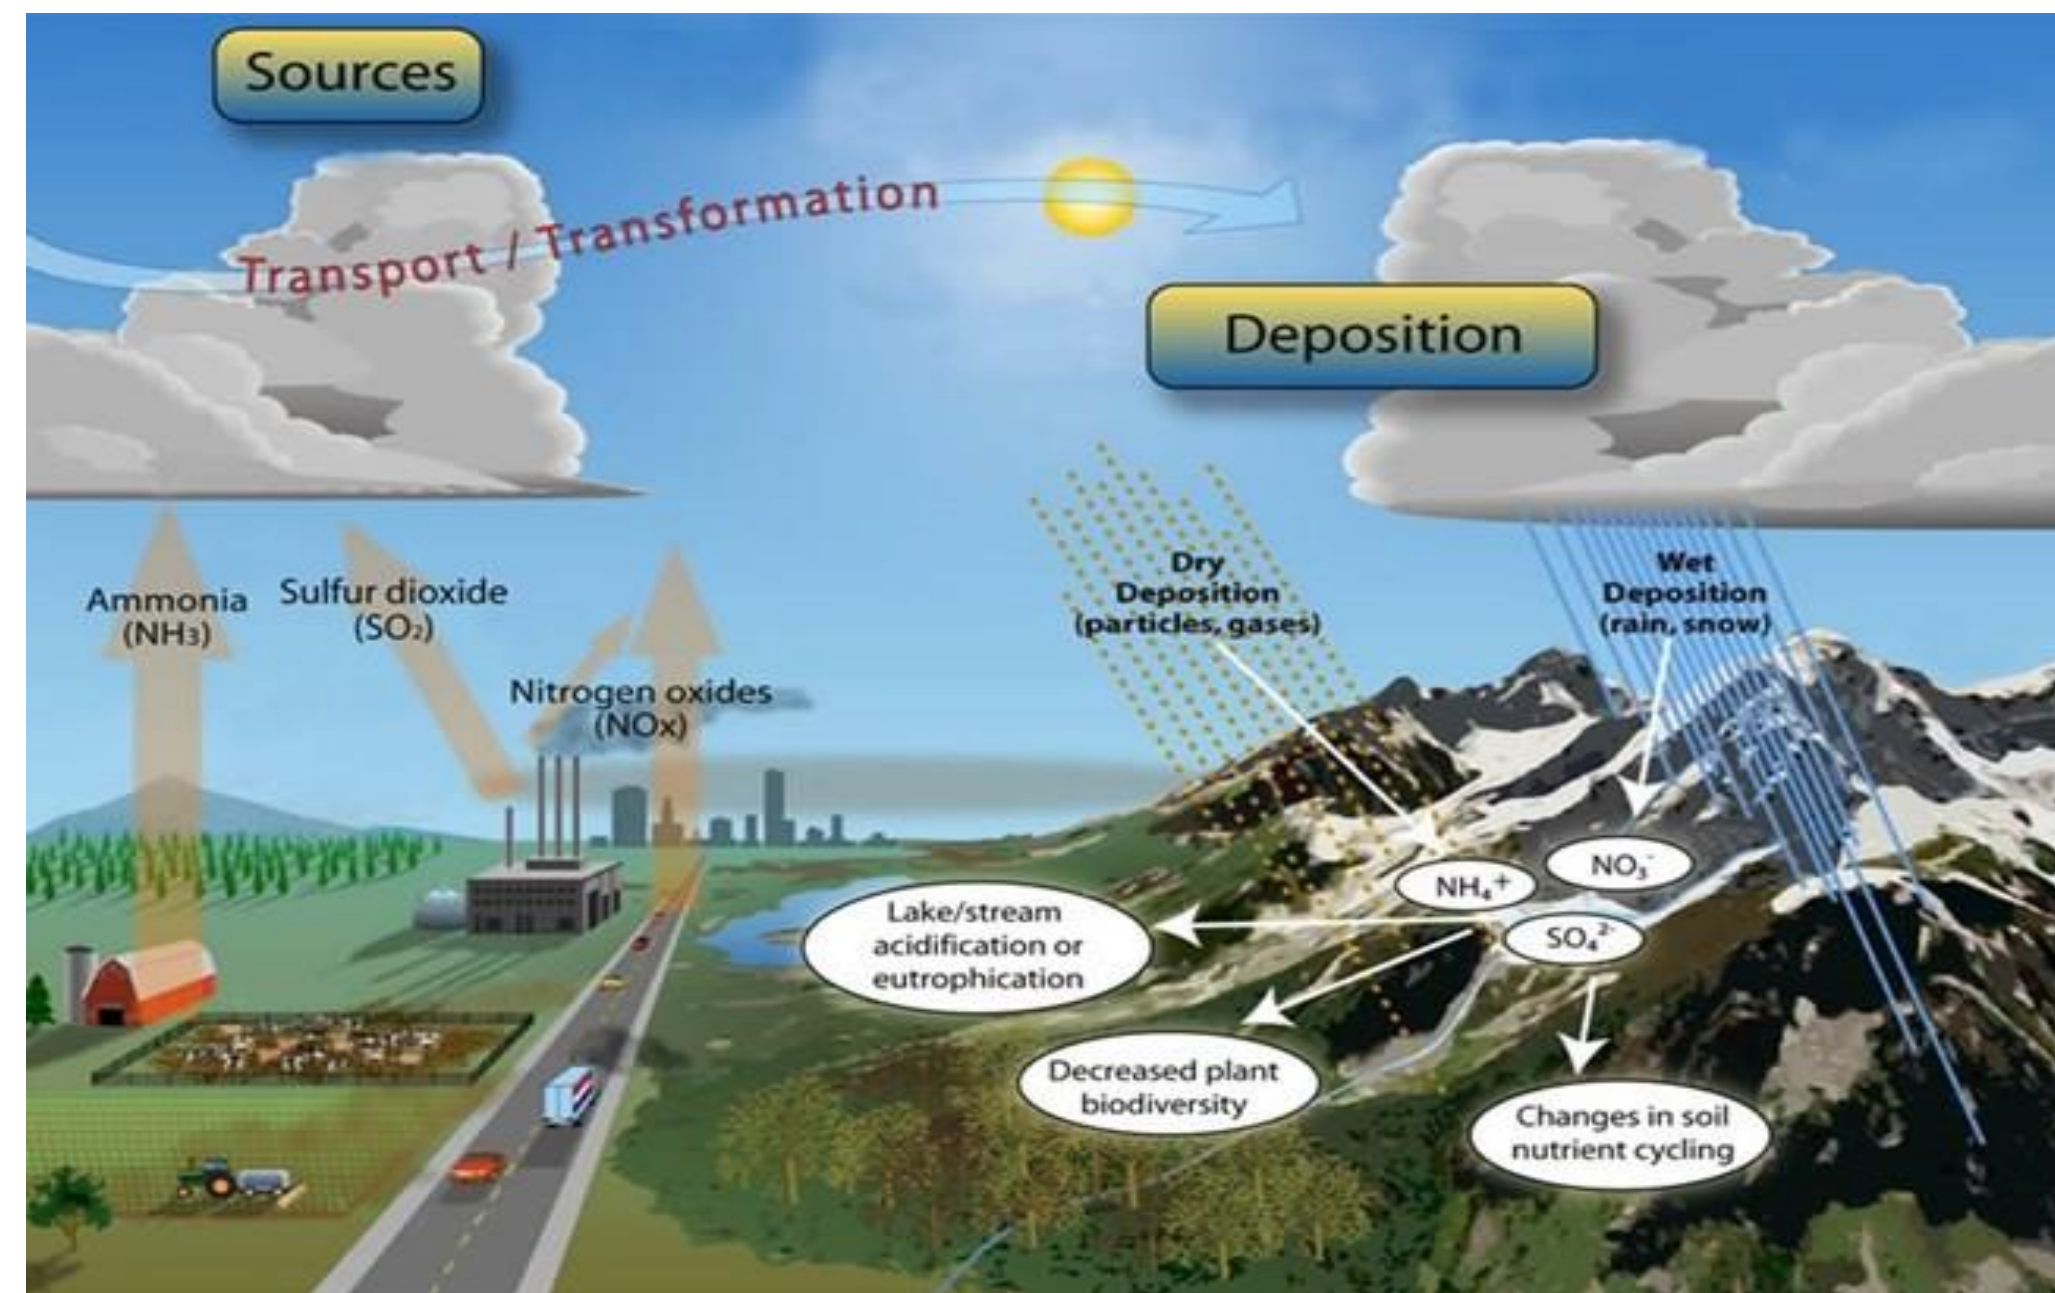 Sources
Transport / Transformation
Deposition
Ammonia
(NH₃)
Sulfur dioxide
(SO₂)
Nitrogen oxides
(NOx)
Dry
Deposition
(particles, gases)
Wet
Deposition
(rain, snow)
NH₄⁺
NO₃⁻
SO₄²⁻
Lake/stream
acidification or
eutrophication
Decreased plant
biodiversity
Changes in soil
nutrient cycling